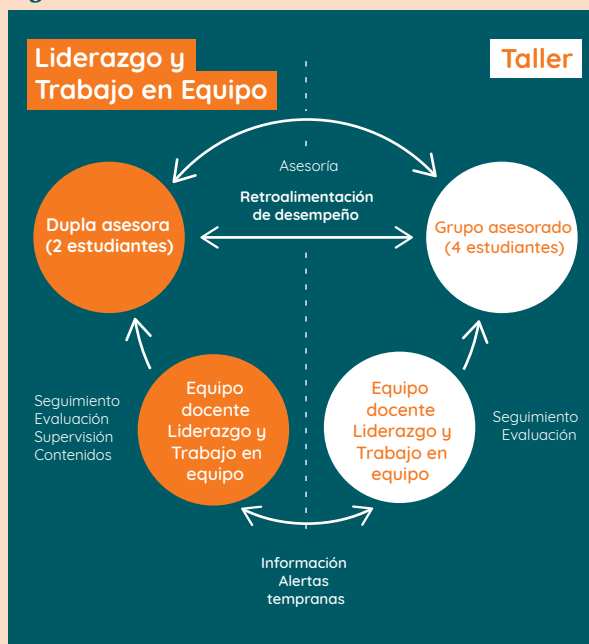 Liderazgo y
Trabajo en Equipo
Taller
Asesoría
Retroalimentación
de desempeño
Dupla asesora
(2 estudiantes)
Grupo asesorado
(4 estudiantes)
Seguimiento
Evaluación
Supervisión
Contenidos
Equipo
docente
Liderazgo y
Trabajo en
equipo
Equipo
docente
Liderazgo y
Trabajo en
equipo
Seguimiento
Evaluación
Información
Alertas
tempranas